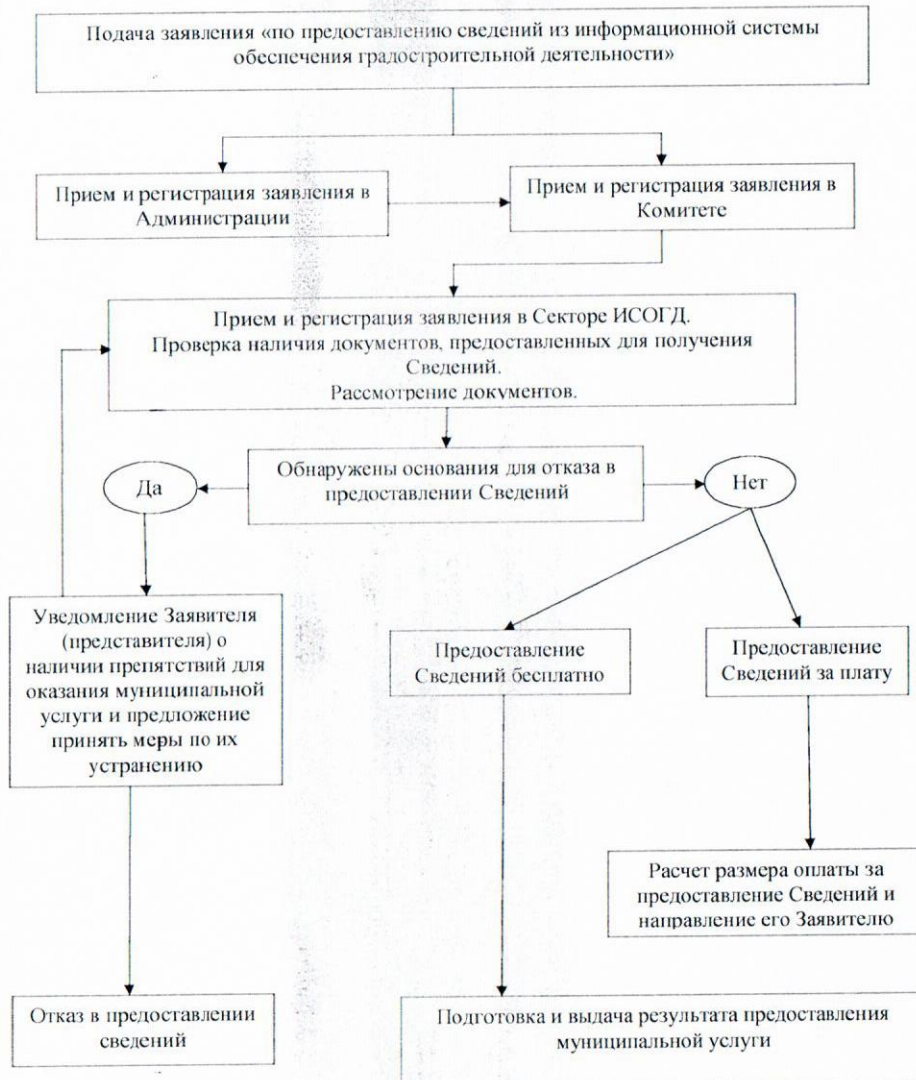 Подача заявления «по предоставлению сведений из информационной системы
обеспечения градостроительной деятельности»
Прием и регистрация заявления в
Администрации
Прием и регистрация заявления в
Комитете
Прием и регистрация заявления в Секторе ИСОГД.
Проверка наличия документов, предоставленных для получения
Сведений.
Рассмотрение документов.
Обнаружены основания для отказа в
предоставлении Сведений
Да
Нет
Уведомление Заявителя
(представителя) о
наличии препятствий для
оказания муниципальной
услуги и предложение
принять меры по их
устранению
Предоставление
Сведений бесплатно
Предоставление
Сведений за плату
Расчет размера оплаты за
предоставление Сведений и
направление его Заявителю
Отказ в предоставлении
сведений
Подготовка и выдача результата предоставления
муниципальной услуги